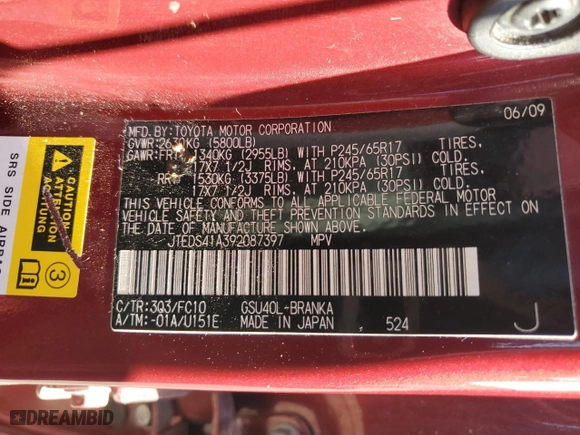 06/09
MFD.BY:TOYOTA MOTOR CORPORATION
(5800LB)
1340KG (2955LB) WITH P245/65R17 TIRES,
17X7 1/2J RIMS, AT 210KPA (30PSI) COLD.
1530KG (3375LB) WITH P245/65R17 TIRES,
17X7 1/2J RIMS, AT 210KPA (30PSI) COLD.
THIS VEHICLE CONFORMS TO ALL APPLICABLE FEDERAL MOTOR
VEHICLE SAFETY AND THEFT PREVENTION STANDARDS IN EFFECT ON
THE DATE OF MANUFACTURE SHOWN ABOVE.
JTEDS41A392087397 MPV
C/TR:3Q3/FC10 GSU40L-BRANKA
A/TM:-01A/U151E MADE IN JAPAN 524 J
CAUTION
ATTENTION
ACHTUNG
SRS SIDE
3
DREAMBID